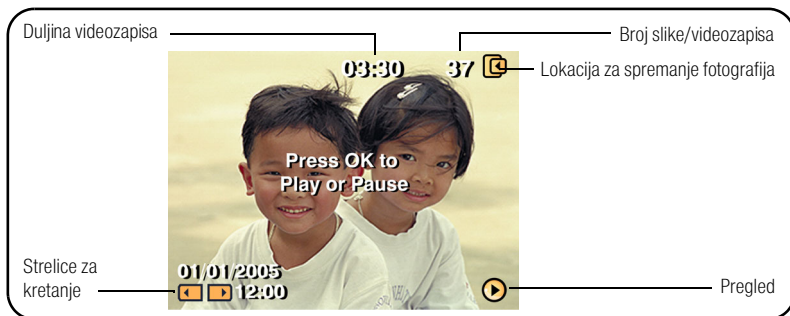 Duljina videozapisa
Broj slike/videozapisa
03:30
37
Lokacija za spremanje fotografija
Press OK to
Play or Pause
01/01/2005
12:00
Strelice za
kretanje
Pregled